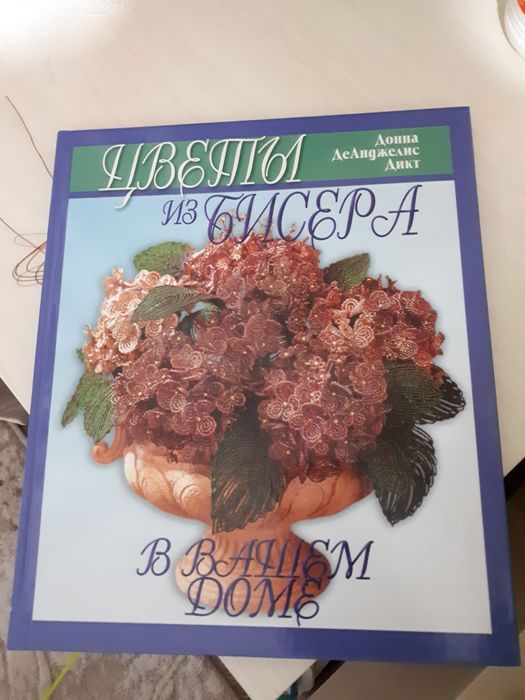 Донна
ДеАнджелис
Дикт
ЦВЕТЫ
ИЗ БИСЕРА
В ВАШЕМ
ДОМЕ